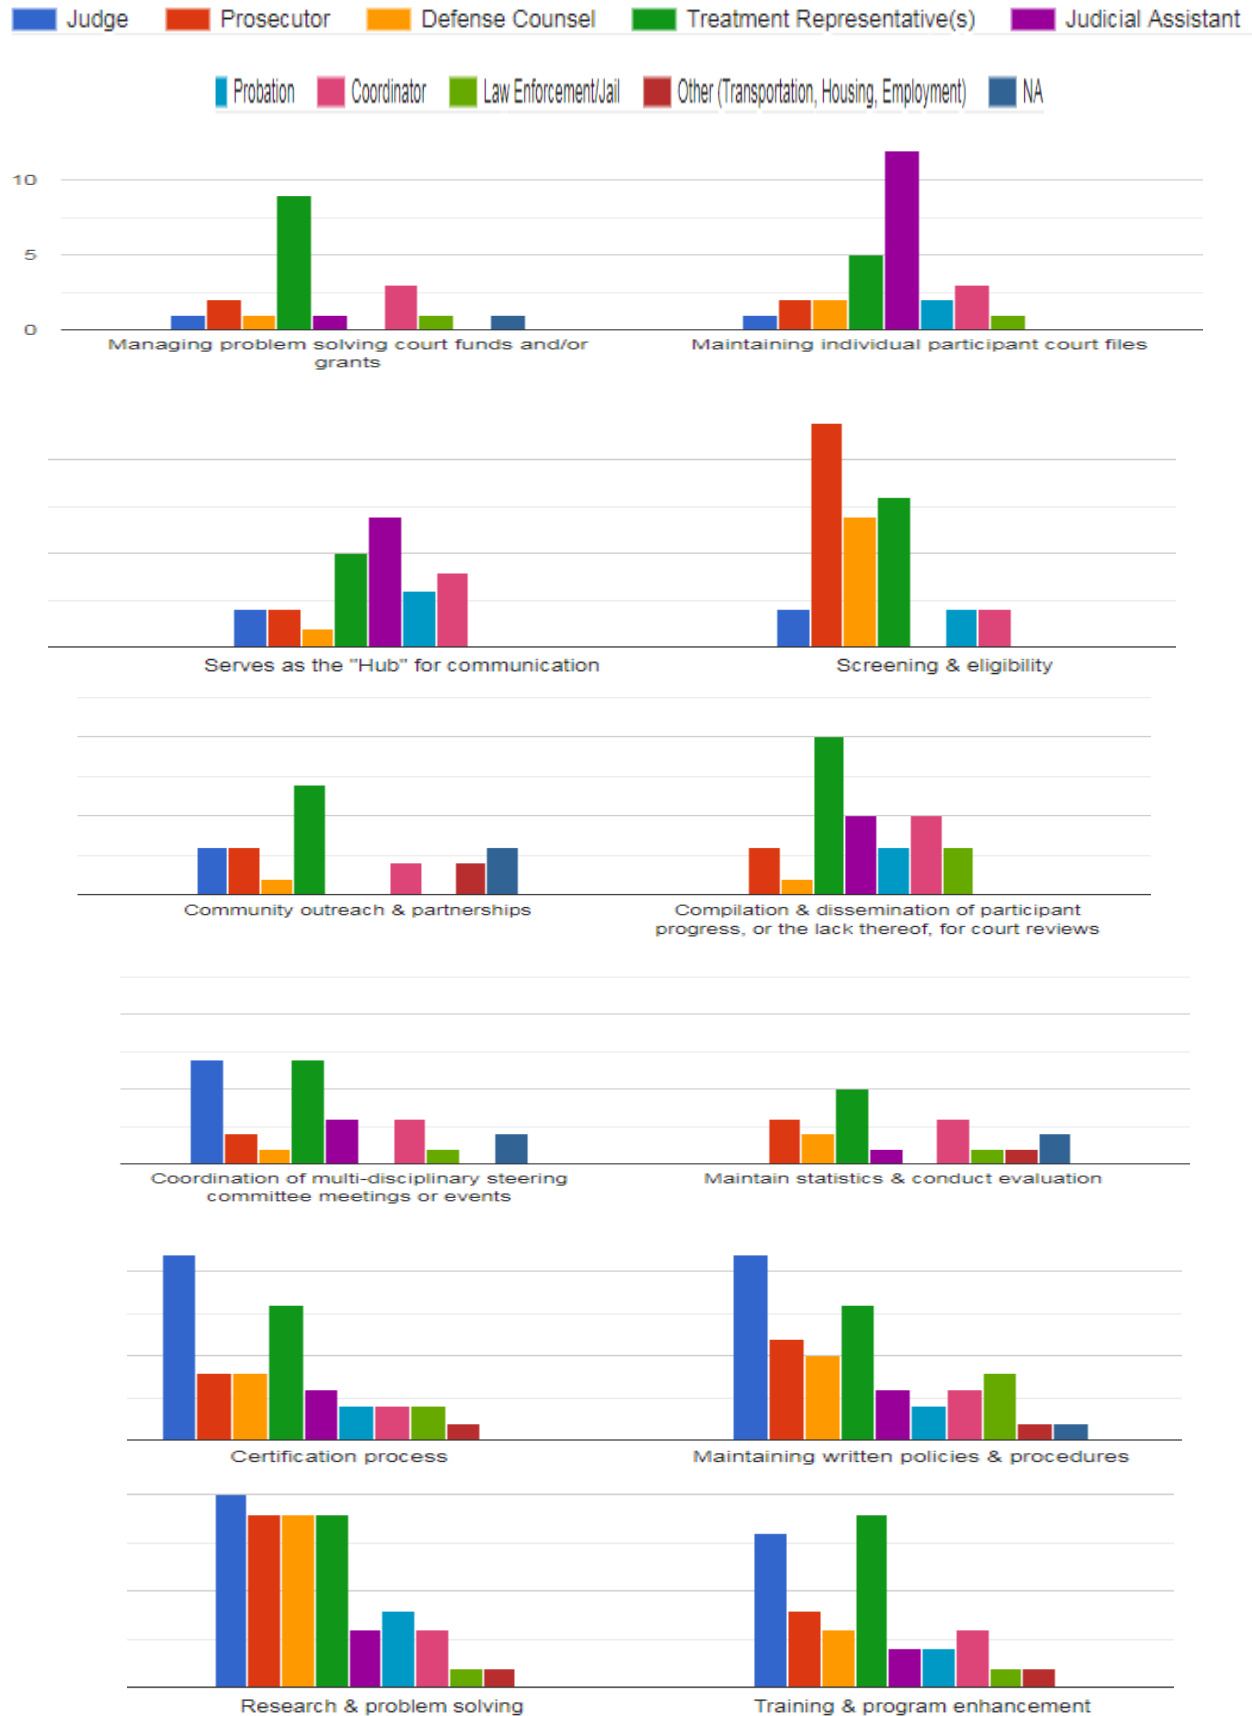 Judge Prosecutor Defense Counsel Treatment Representative(s) Judicial Assistant
Probation Coordinator Law Enforcement/Jail Other (Transportation, Housing, Employment) NA
10
5
0
Managing problem solving court funds and/or
grants
Maintaining individual participant court files
Serves as the "Hub" for communication
Screening & eligibility
Community outreach & partnerships
Compilation & dissemination of participant
progress, or the lack thereof, for court reviews
Coordination of multi-disciplinary steering
committee meetings or events
Maintain statistics & conduct evaluation
Certification process
Maintaining written policies & procedures
Research & problem solving
Training & program enhancement